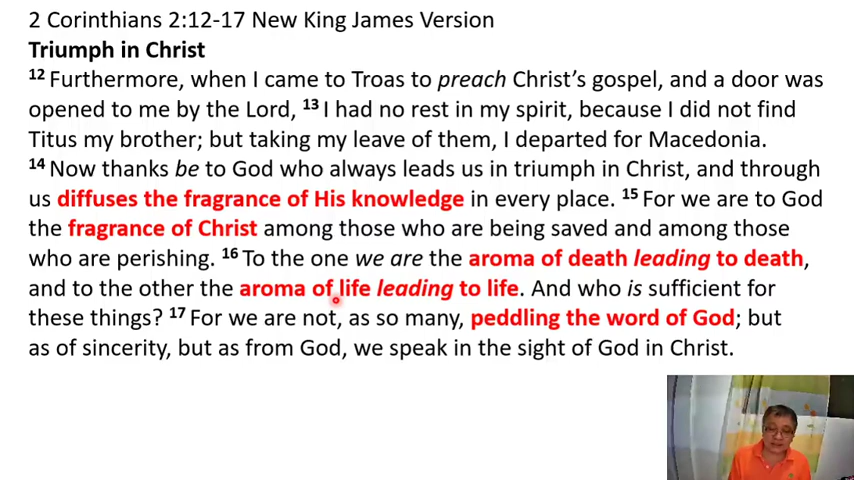 2 Corinthians 2:12-17 New King James Version
Triumph in Christ
12 Furthermore, when I came to Troas to preach Christ’s gospel, and a door was
opened to me by the Lord, 13 I had no rest in my spirit, because I did not find
Titus my brother; but taking my leave of them, I departed for Macedonia.
14 Now thanks be to God who always leads us in triumph in Christ, and through
us diffuses the fragrance of His knowledge in every place. 15 For we are to God
the fragrance of Christ among those who are being saved and among those
who are perishing. 16 To the one we are the aroma of death leading to death,
and to the other the aroma of life leading to life. And who is sufficient for
these things? 17 For we are not, as so many, peddling the word of God; but
as of sincerity, but as from God, we speak in the sight of God in Christ.